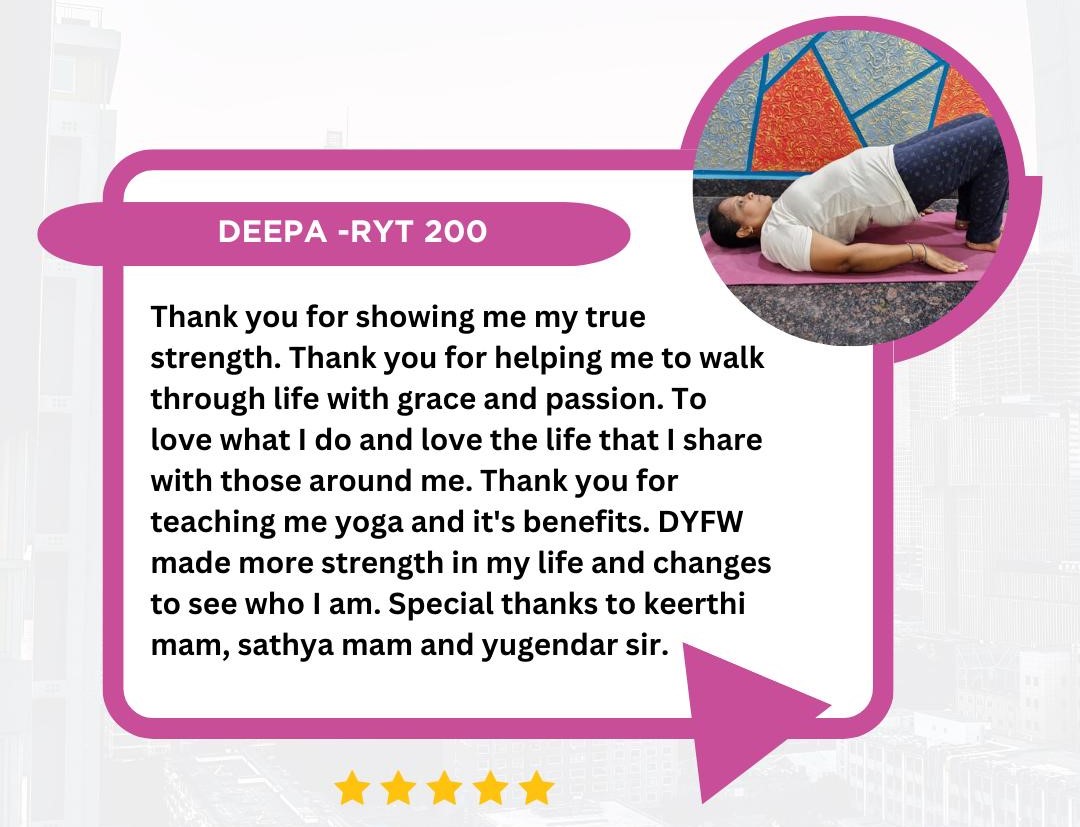 DEEPA -RYT 200
Thank you for showing me my true
strength. Thank you for helping me to walk
through life with grace and passion. To
love what I do and love the life that I share
with those around me. Thank you for
teaching me yoga and it's benefits. DYFW
made more strength in my life and changes
to see who I am. Special thanks to keerthi
mam, sathya mam and yugendar sir.